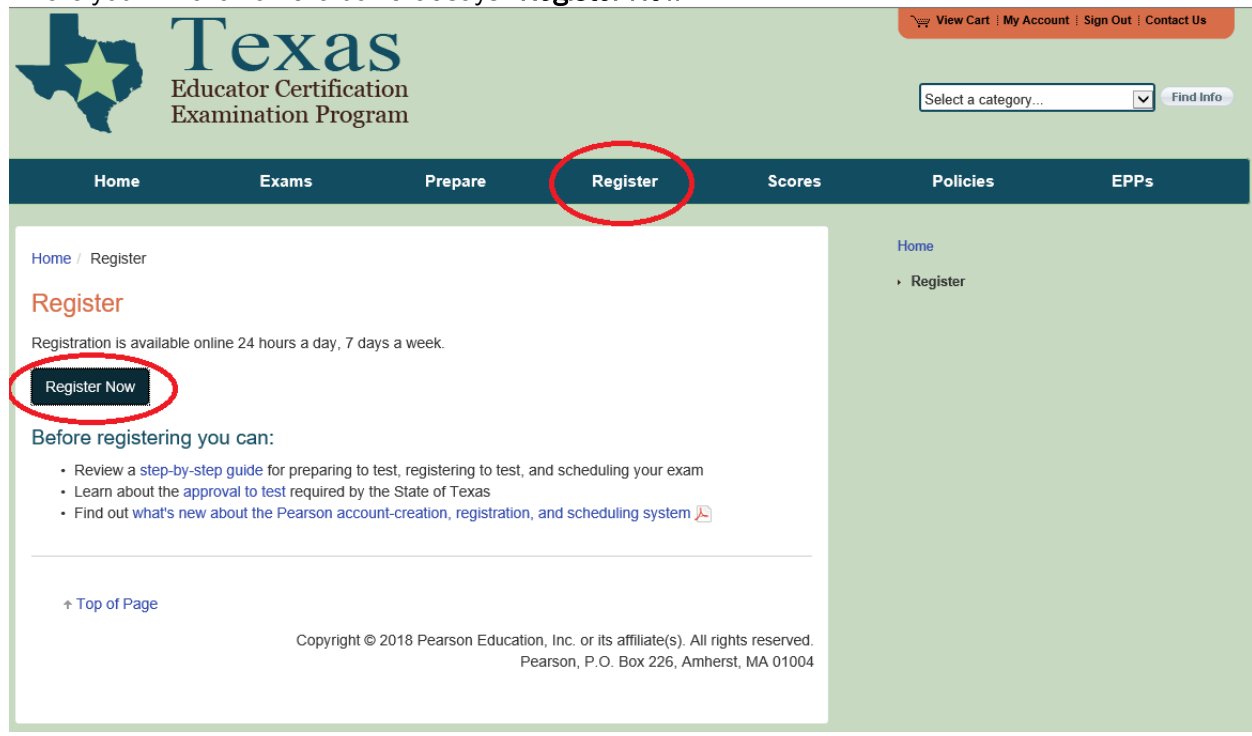 Register Now
View Cart | My Account | Sign Out | Contact Us
Texas
Educator Certification
Examination Program
Select a category...
Find Info
Home Exams Prepare Register Scores Policies EPPs
Home / Register
Register
Registration is available online 24 hours a day, 7 days a week.
Register Now
Before registering you can:
• Review a step-by-step guide for preparing to test, registering to test, and scheduling your exam
• Learn about the approval to test required by the State of Texas
• Find out what's new about the Pearson account-creation, registration, and scheduling system
Top of Page
Copyright © 2018 Pearson Education, Inc. or its affiliate(s). All rights reserved.
Pearson, P.O. Box 226, Amherst, MA 01004
Home
Register